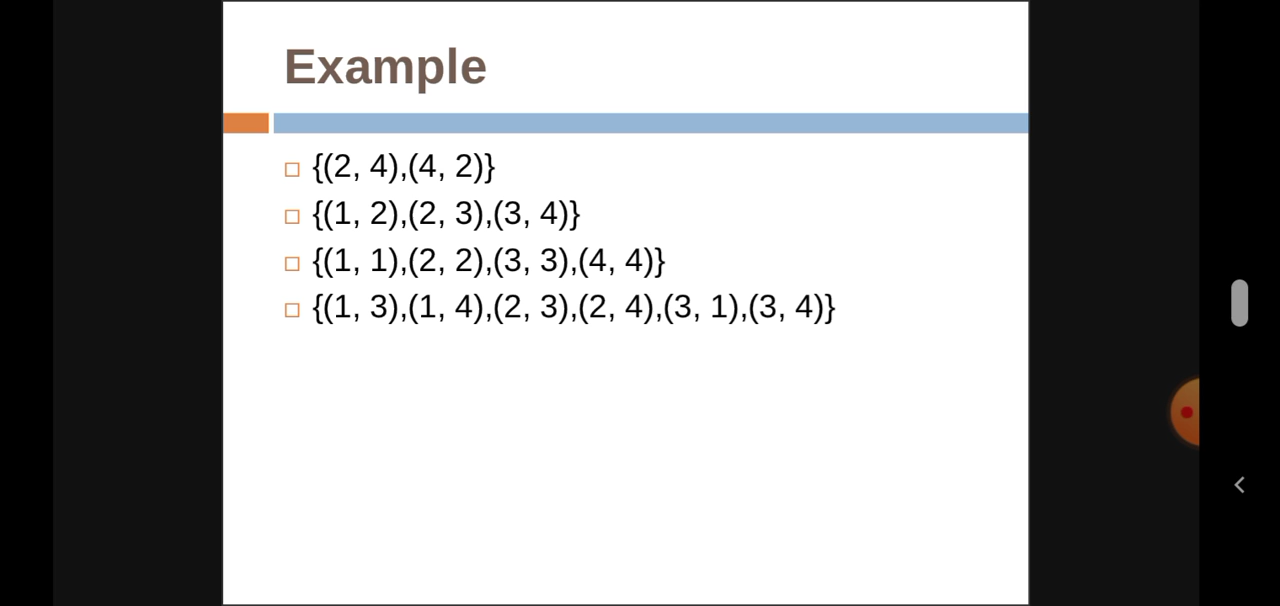 Example
{(2, 4),(4, 2)}
{(1, 2),(2, 3),(3, 4)}
{(1, 1),(2, 2),(3, 3),(4, 4)}
{(1, 3),(1, 4),(2, 3),(2, 4),(3, 1),(3, 4)}